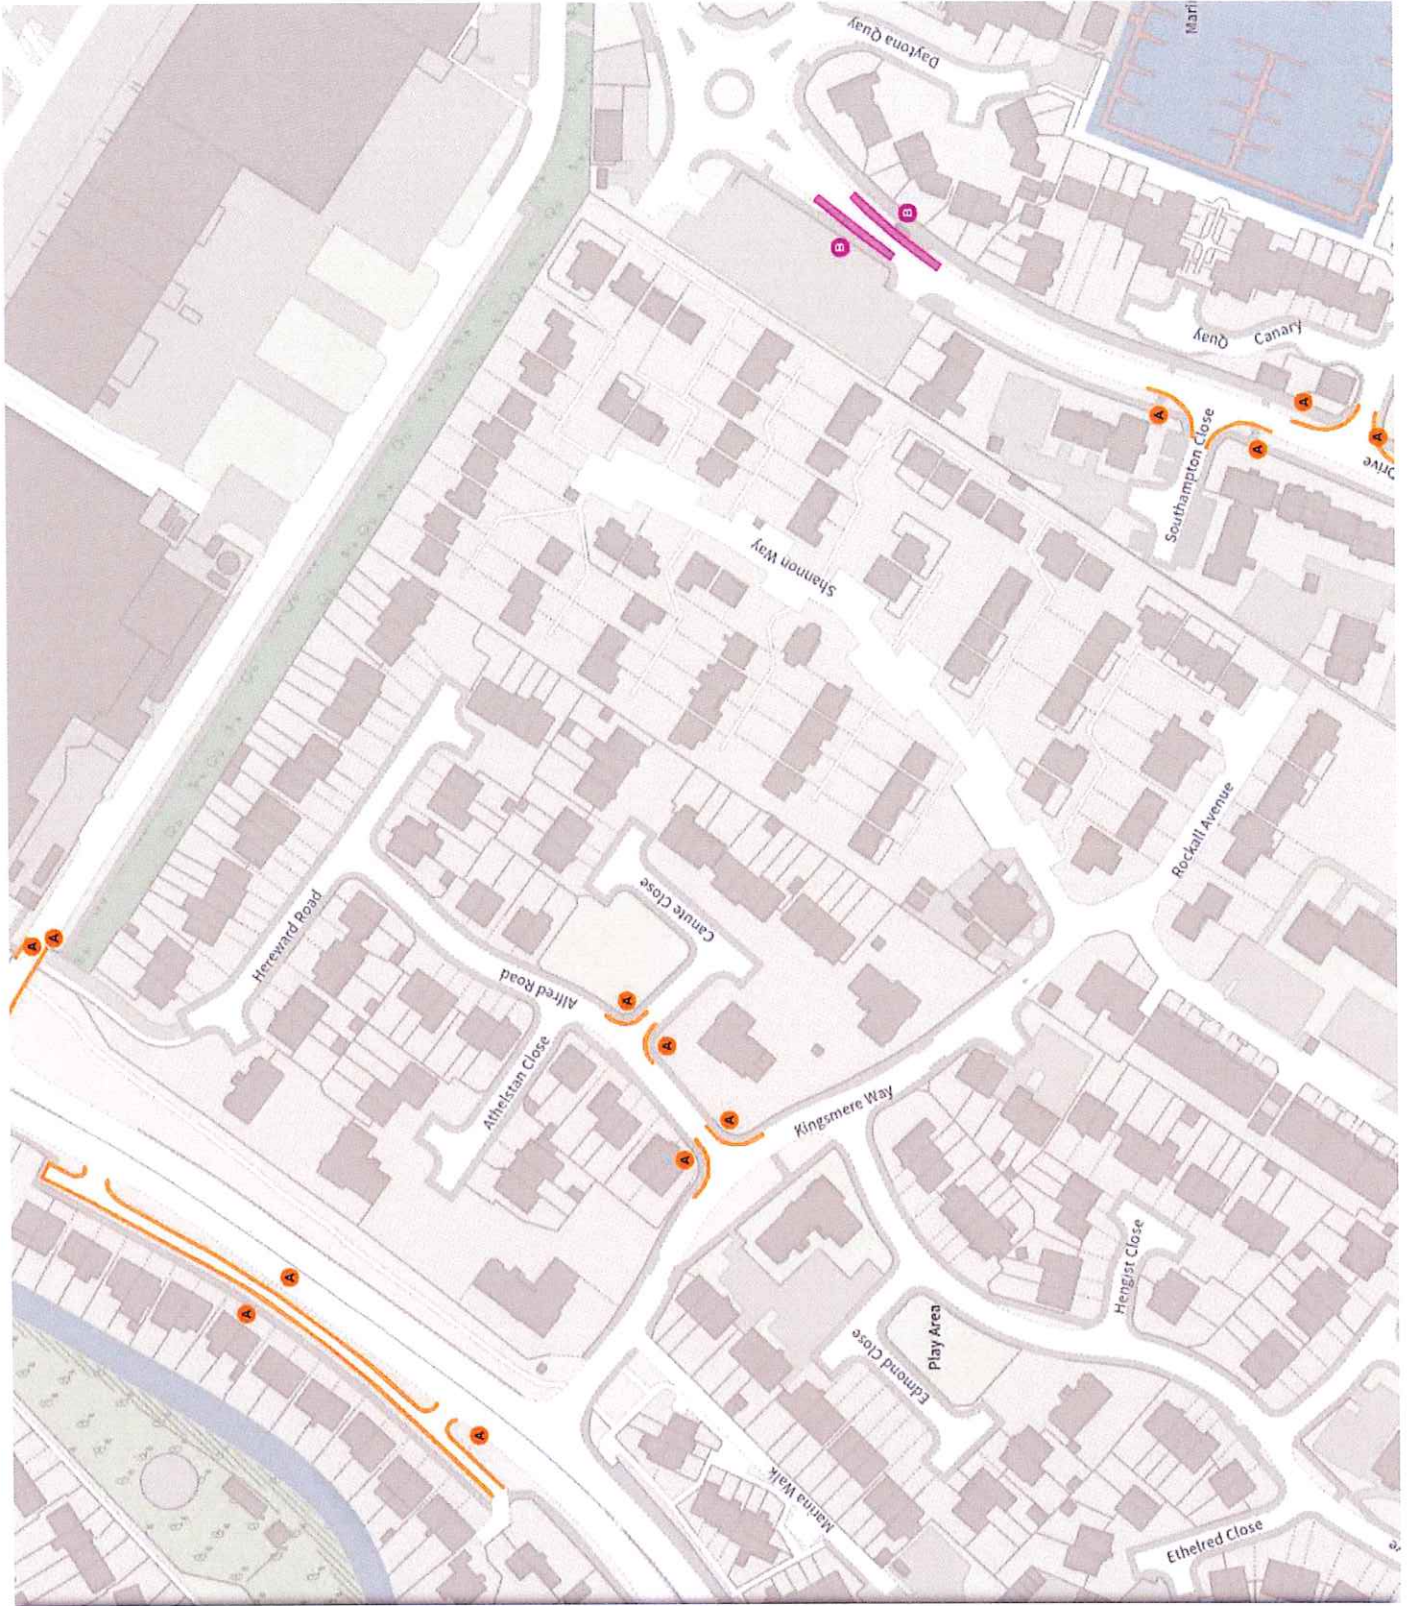 Mari
Daytona Quay
B
B
Canary
Quay
A
A
A
A
Southampton Close
Drive
Shannon Way
Rockall Avenue
Hereward Road
A
A
Canute Close
Alfred Road
A
A
Athelstan Close
A
A
Kingsmere Way
A
A
A
Hengist Close
Play Area
Edmond Close
Marina Walk
Ethelred Close